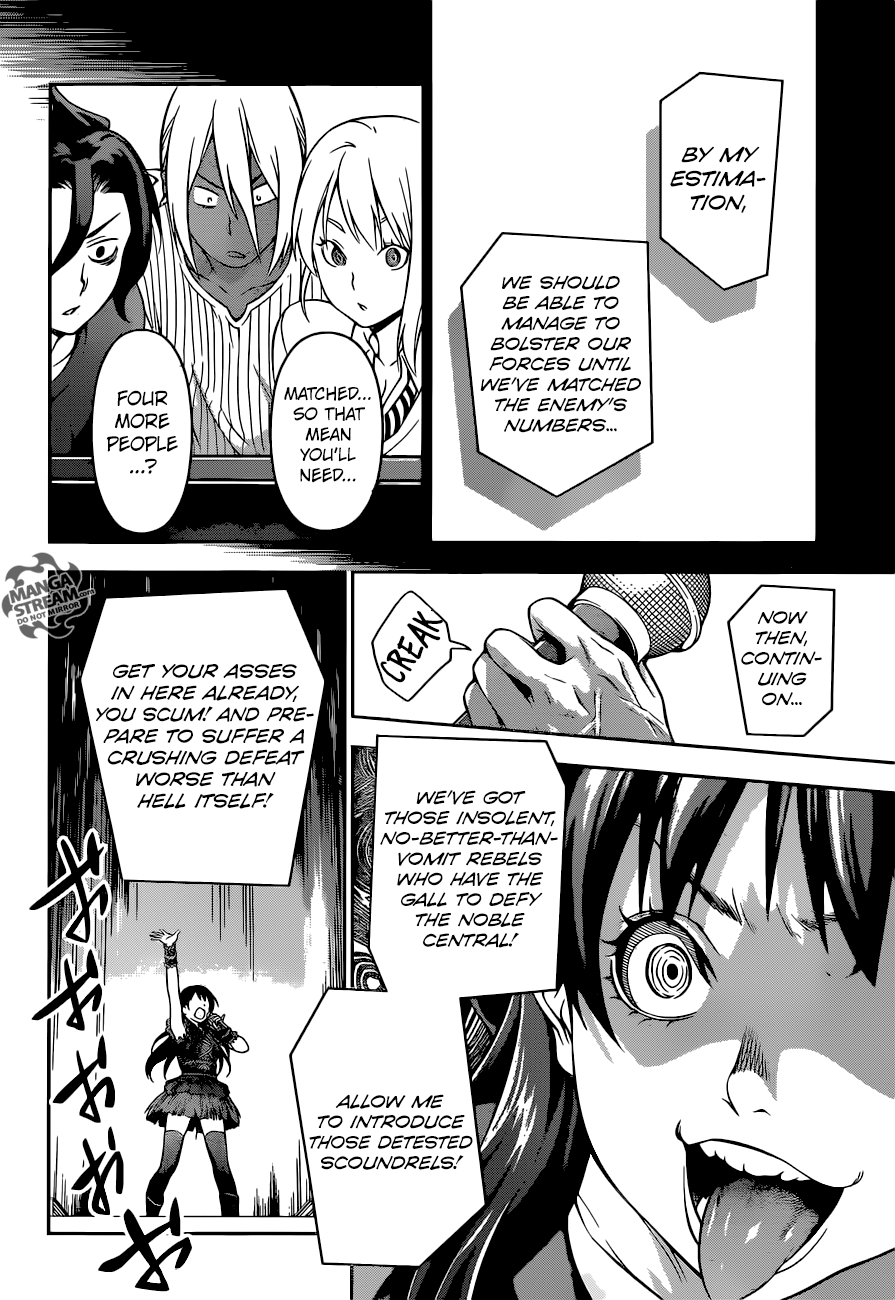 BY MY
ESTIMA-
TION,
WE SHOULD
BE ABLE TO
MANAGE TO
BOLSTER OUR
FORCES UNTIL
WE'VE MATCHED
THE ENEMY'S
NUMBERS...
MATCHED...
SO THAT
MEAN
YOU'LL
NEED...
FOUR
MORE
PEOPLE
...?
NOW
THEN,
CONTIN-
UING
ON...
CREAK
WE'VE GOT
THOSE INSOLENT,
NO-BETTER-THAN-
VOMIT REBELS
WHO HAVE THE
GALL TO DEFY
THE NOBLE
CENTRAL!
ALLOW ME
TO INTRODUCE
THOSE DETESTED
SCOUNDRELS!
GET YOUR ASSES
IN HERE ALREADY,
YOU SCUM! AND PRE-
PARE TO SUFFER A
CRUSHING DEFEAT
WORSE THAN
HELL ITSELF!
おおおおおお
MANGA
STREAM.com
DO NOT MIRROR